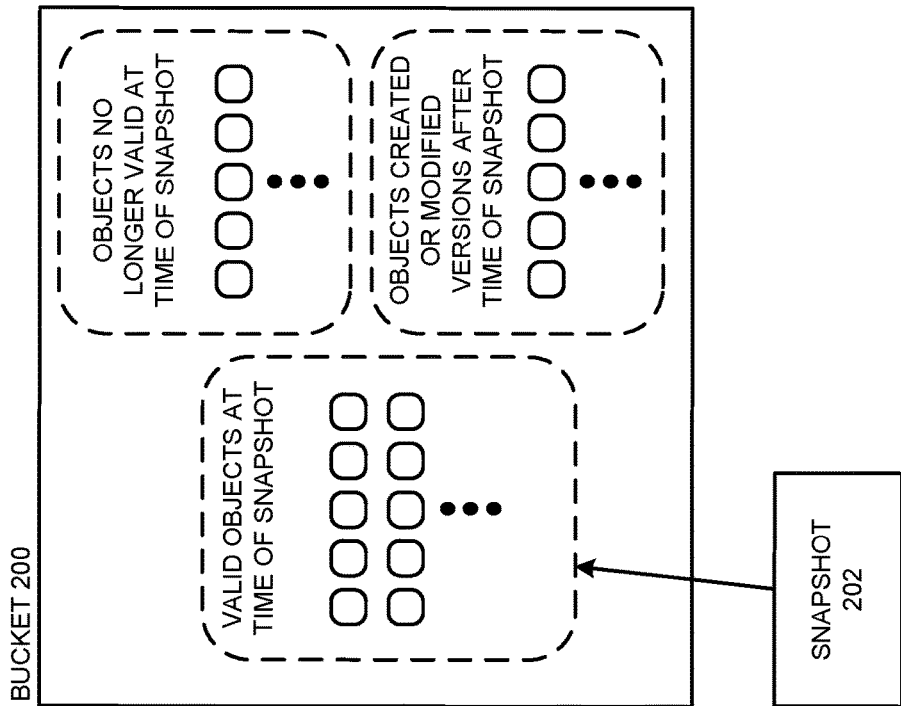 BUCKET 200
VALID OBJECTS AT
TIME OF SNAPSHOT
OBJECTS NO
LONGER VALID AT
TIME OF SNAPSHOT
OBJECTS CREATED
OR MODIFIED
VERSIONS AFTER
TIME OF SNAPSHOT
SNAPSHOT
202